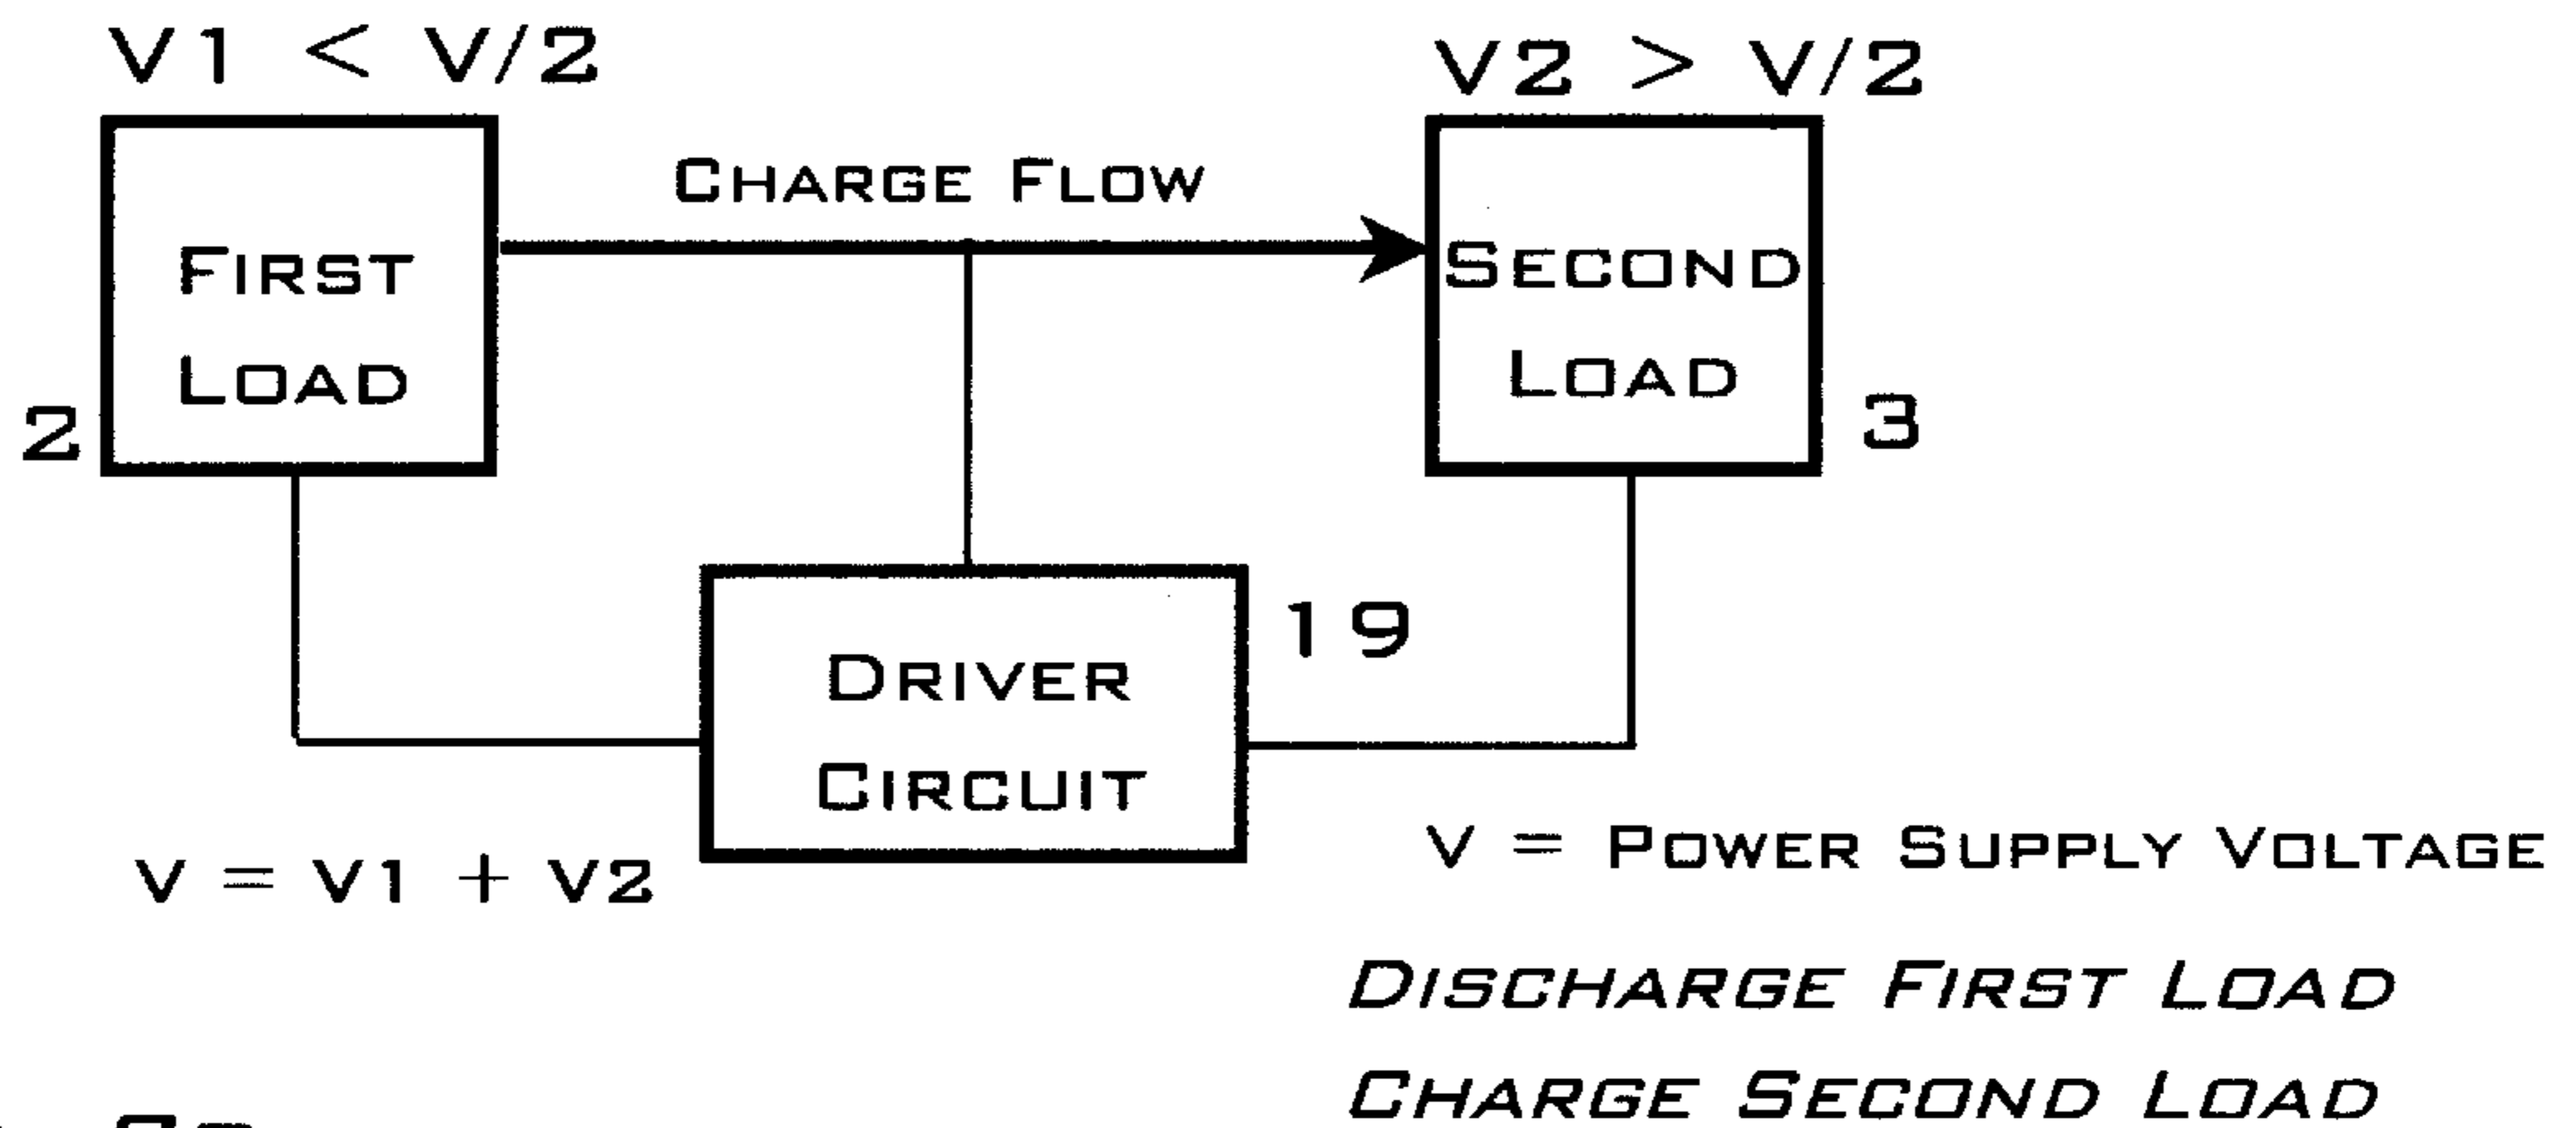 V1 < V/2
V2 > V/2
CHARGE FLOW
FIRST
LOAD
SECOND
LOAD
2
3
DRIVER
CIRCUIT
19
V = V1 + V2
V = POWER SUPPLY VOLTAGE
DISCHARGE FIRST LOAD
CHARGE SECOND LOAD